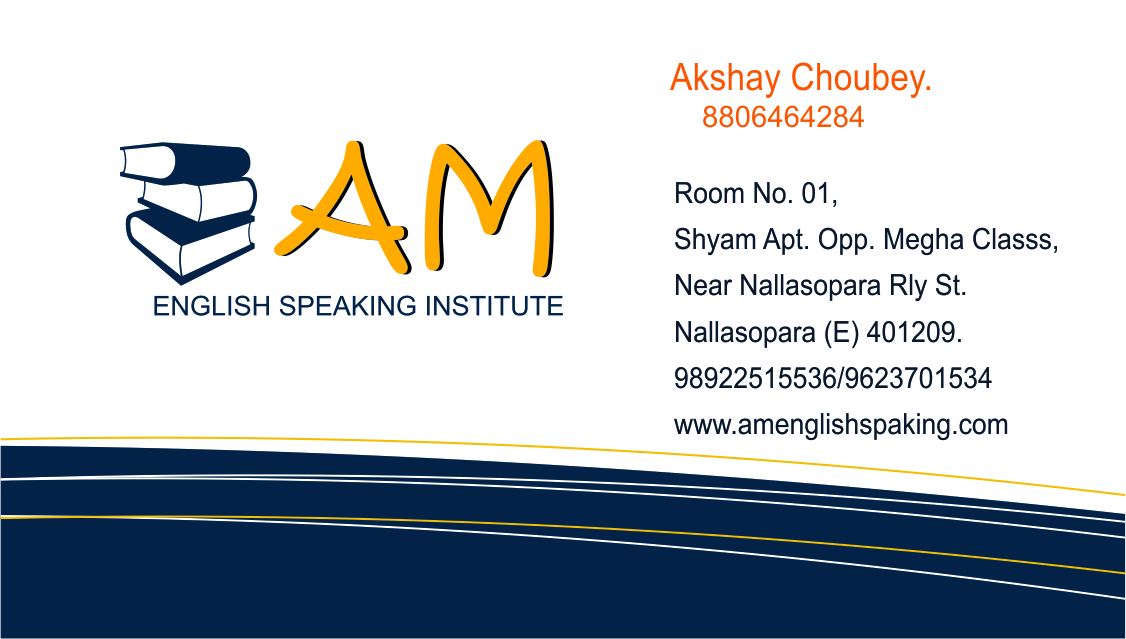 AM
ENGLISH SPEAKING INSTITUTE
Akshay Choubey.
8806464284
Room No. 01,
Shyam Apt. Opp. Megha Classs,
Near Nallasopara Rly St.
Nallasopara (E) 401209.
98922515536/9623701534
www.amenglishspaking.com